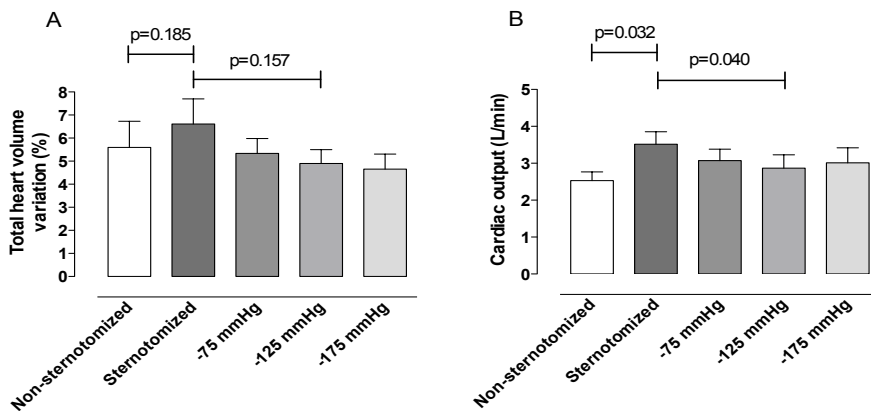 A
p=0.185
p=0.157
Total heart volume
variation (%)
8
7
6
5
4
3
2
1
0
Non-sternotomized
Sternotomized
-75 mmHg
-125 mmHg
-175 mmHg
B
p=0.032
p=0.040
Cardiac output (L/min)
5
4
3
2
1
0
Non-sternotomized
Sternotomized
-75 mmHg
-125 mmHg
-175 mmHg